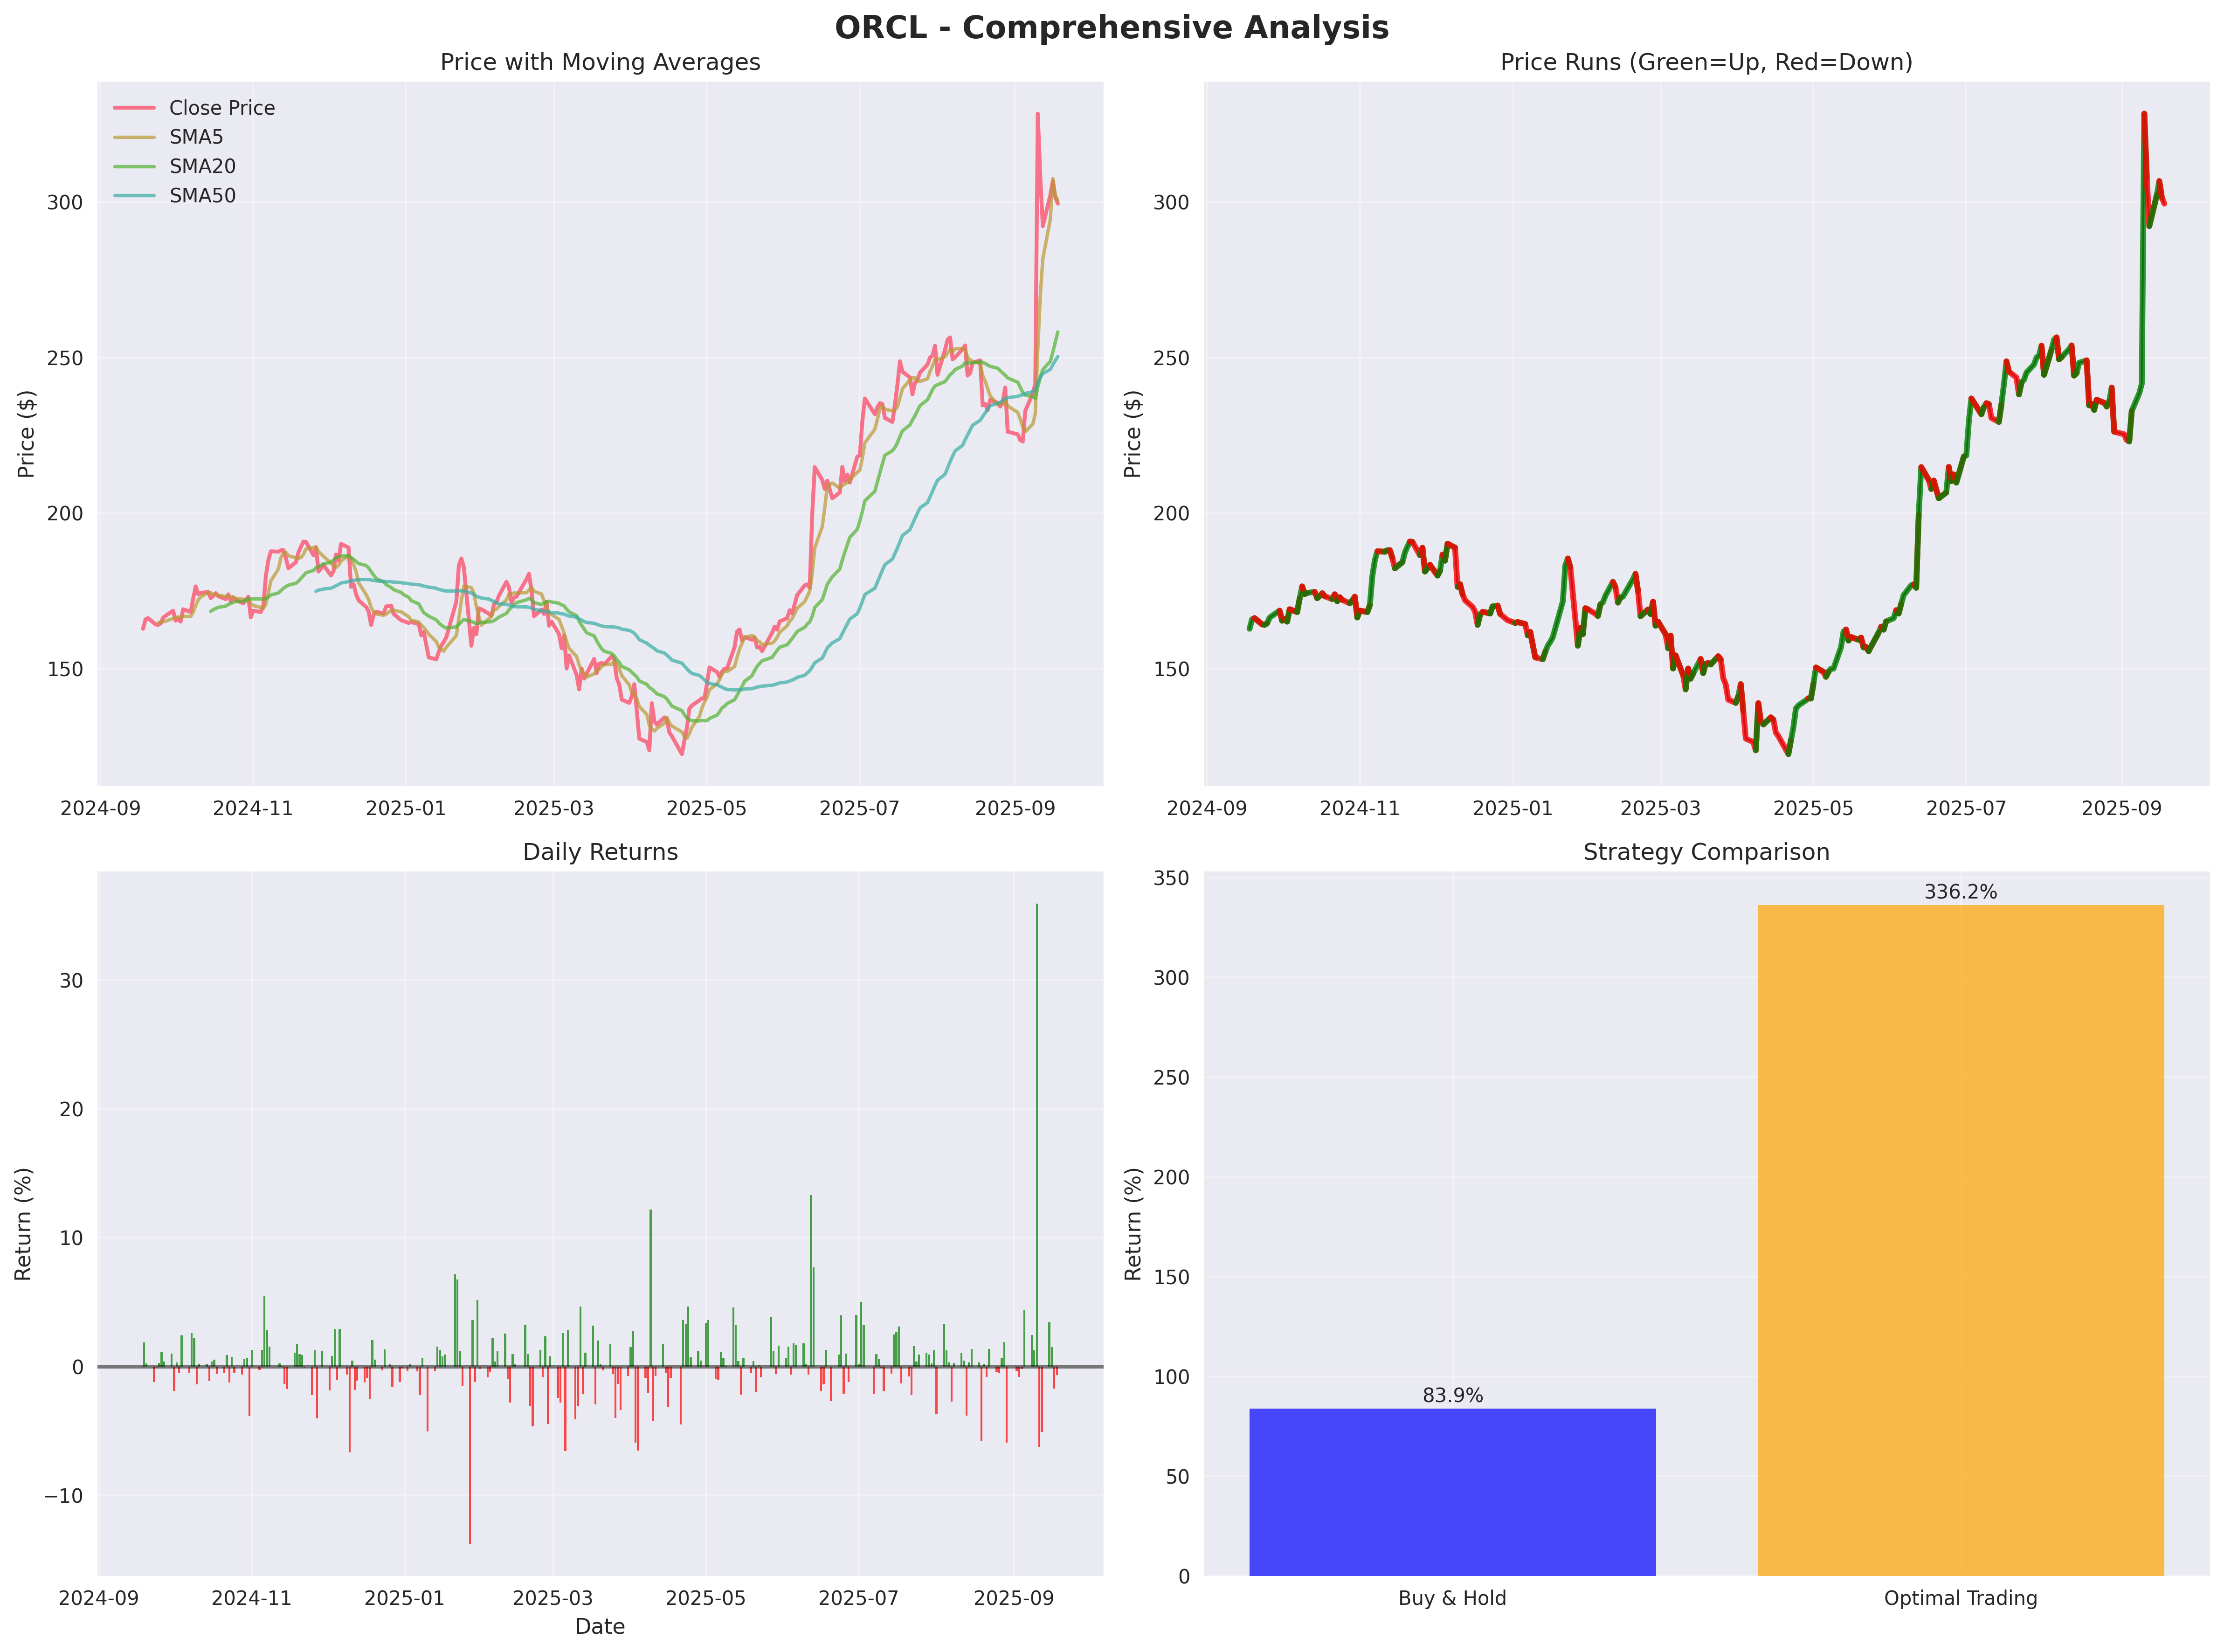 ORCL - Comprehensive Analysis
Price with Moving Averages
Close Price
SMA5
SMA20
SMA50
Price ($)
300
250
200
150
2024-09 2024-11 2025-01 2025-03 2025-05 2025-07 2025-09
Price Runs (Green=Up, Red=Down)
Price ($)
300
250
200
150
2024-09 2024-11 2025-01 2025-03 2025-05 2025-07 2025-09
Daily Returns
Return (%)
30
20
10
0
−10
2024-09 2024-11 2025-01 2025-03 2025-05 2025-07 2025-09
Date
Strategy Comparison
Return (%)
350
300
250
200
150
100
50
0
83.9%
336.2%
Buy & Hold Optimal Trading